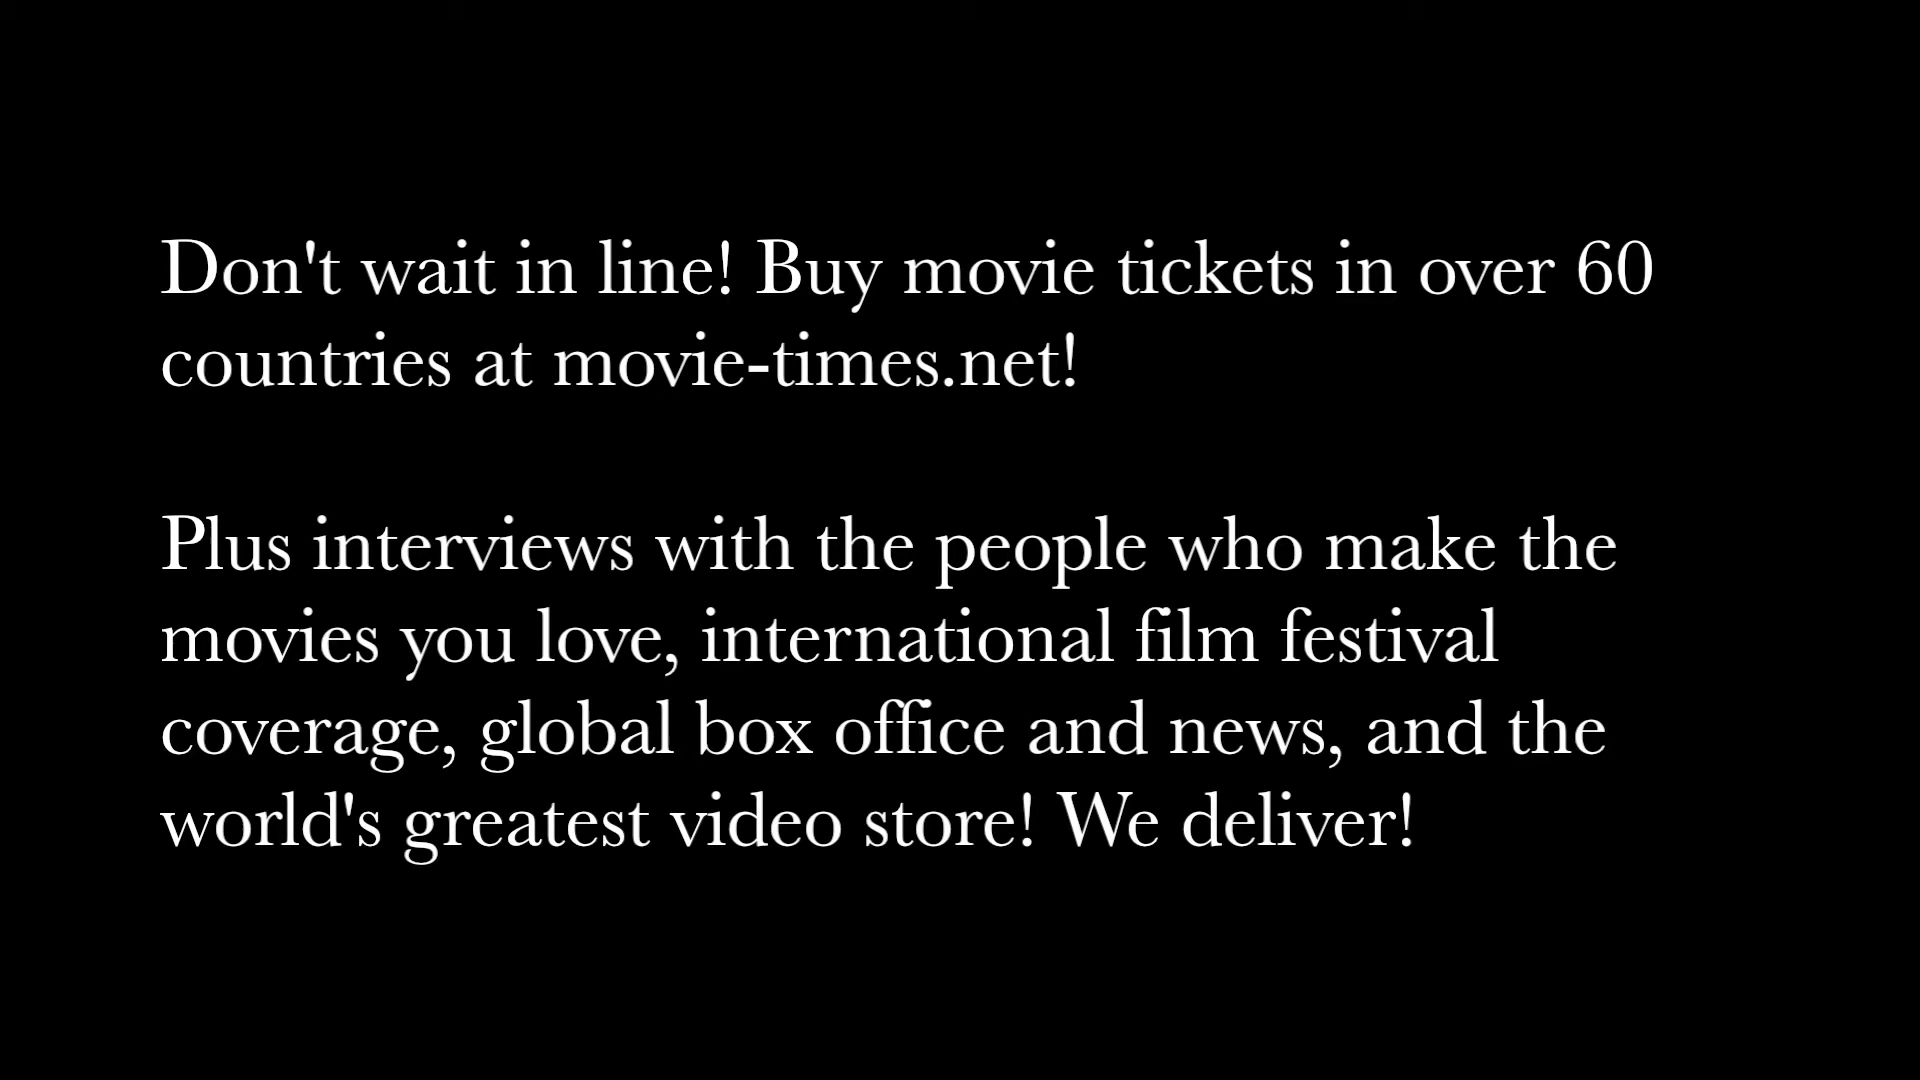 Don't wait in line! Buy movie tickets in over 60
countries at movie-times.net!
Plus interviews with the people who make the
movies you love, international film festival
coverage, global box office and news, and the
world's greatest video store! We deliver!